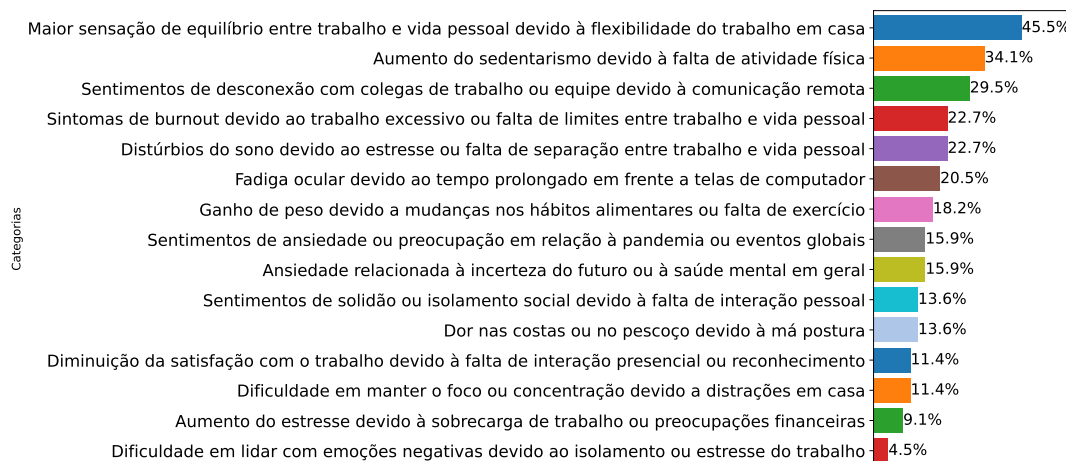 Maior sensação de equilíbrio entre trabalho e vida pessoal devido à flexibilidade do trabalho em casa 45.5%
Aumento do sedentarismo devido à falta de atividade física 34.1%
Sentimentos de desconexão com colegas de trabalho ou equipe devido à comunicação remota 29.5%
Sintomas de burnout devido ao trabalho excessivo ou falta de limites entre trabalho e vida pessoal 22.7%
Distúrbios do sono devido ao estresse ou falta de separação entre trabalho e vida pessoal 22.7%
Fadiga ocular devido ao tempo prolongado em frente a telas de computador 20.5%
Ganho de peso devido a mudanças nos hábitos alimentares ou falta de exercício 18.2%
Sentimentos de ansiedade ou preocupação em relação à pandemia ou eventos globais 15.9%
Ansiedade relacionada à incerteza do futuro ou à saúde mental em geral 15.9%
Sentimentos de solidão ou isolamento social devido à falta de interação pessoal 13.6%
Dor nas costas ou no pescoço devido à má postura 13.6%
Diminuição da satisfação com o trabalho devido à falta de interação presencial ou reconhecimento 11.4%
Dificuldade em manter o foco ou concentração devido a distrações em casa 11.4%
Aumento do estresse devido à sobrecarga de trabalho ou preocupações financeiras 9.1%
Dificuldade em lidar com emoções negativas devido ao isolamento ou estresse do trabalho 4.5%
Categorias